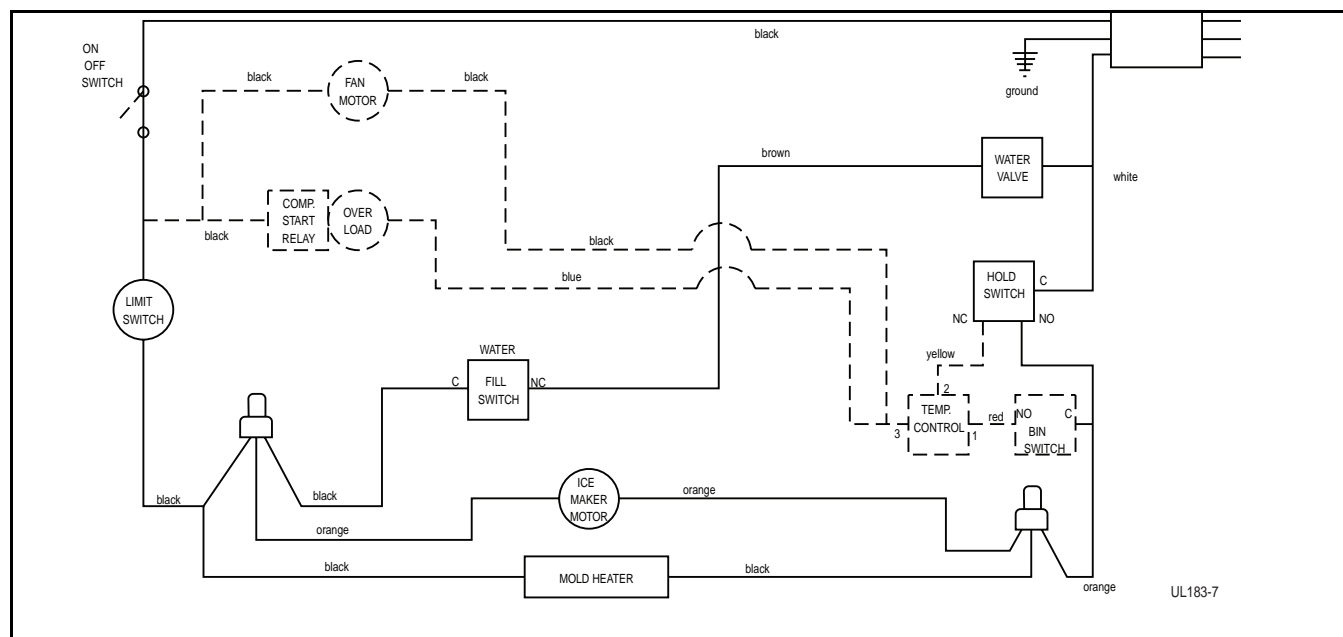 black
ON
OFF
SWITCH
black
FAN
MOTOR
black
ground
brown
WATER
VALVE
white
COMP.
START
RELAY
OVER
LOAD
black
black
blue
HOLD
SWITCH
C
NC
NO
LIMIT
SWITCH
WATER
C
FILL
SWITCH
NC
yellow
2
TEMP.
CONTROL
3
1
red
NO
C
BIN
SWITCH
black
black
ICE
MAKER
MOTOR
orange
orange
black
MOLD HEATER
black
orange
UL183-7